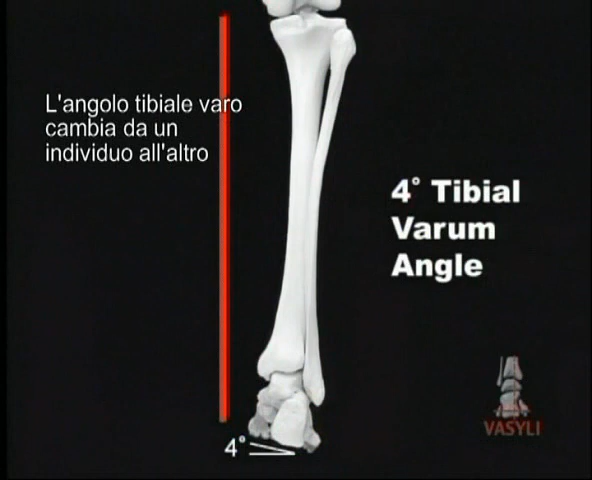 L'angolo tibiale varo
cambia da un
individuo all'altro
4° Tibial
Varum
Angle
VASYLI
4°